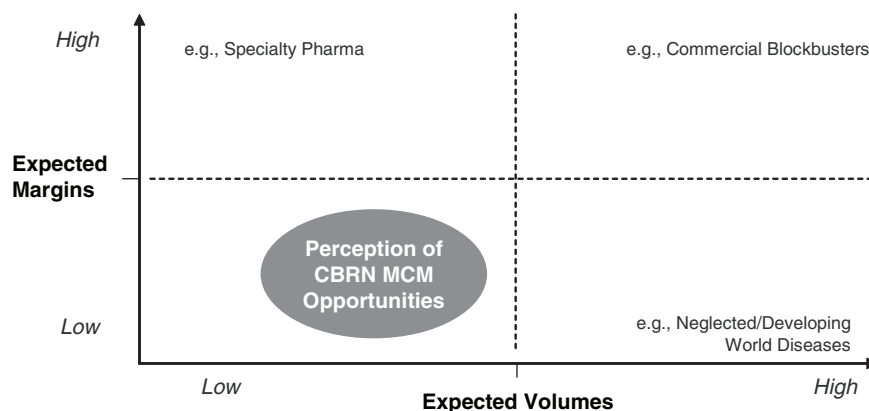 High
e.g., Specialty Pharma
e.g., Commercial Blockbusters
Expected
Margins
Perception of
CBRN MCM
Opportunities
Low
e.g., Neglected/Developing
World Diseases
Low
Expected Volumes
High